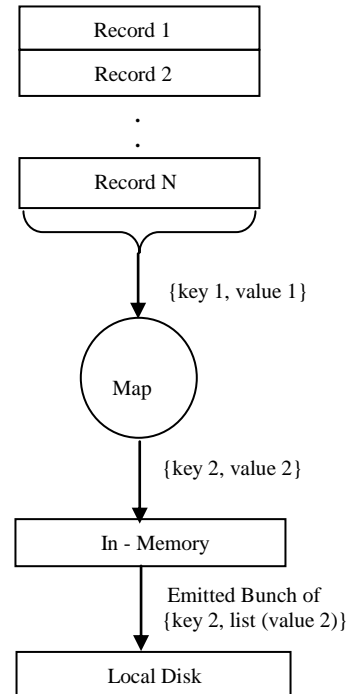 Record 1
Record 2
.
.
Record N
{key 1, value 1}
Map
{key 2, value 2}
In - Memory
Emitted Bunch of
{key 2, list (value 2)}
Local Disk